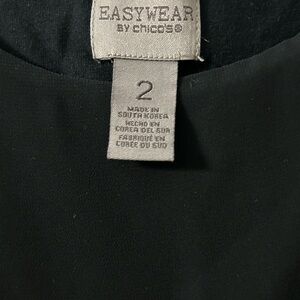 EASYWEAR
BY chico's®
2
MADE IN
SOUTH KOREA
HECHO EN
COREA DEL SUR
FABRIQUÉ EN
CORÉE DU SUD